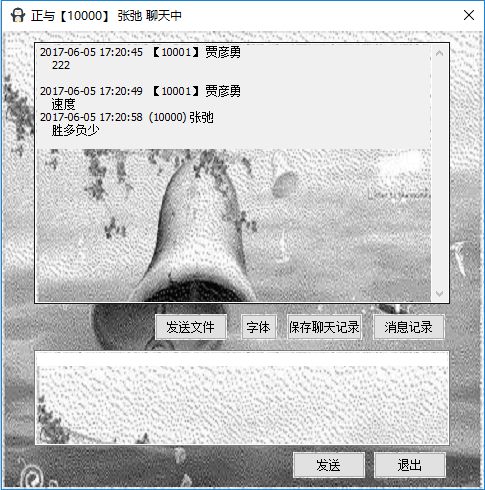 正与【10000】 张弛 聊天中
2017-06-05 17:20:45 【10001】贾彦勇
222
2017-06-05 17:20:49 【10001】贾彦勇
速度
2017-06-05 17:20:58 (10000) 张弛
胜多负少
发送文件 字体 保存聊天记录 消息记录
发送 退出